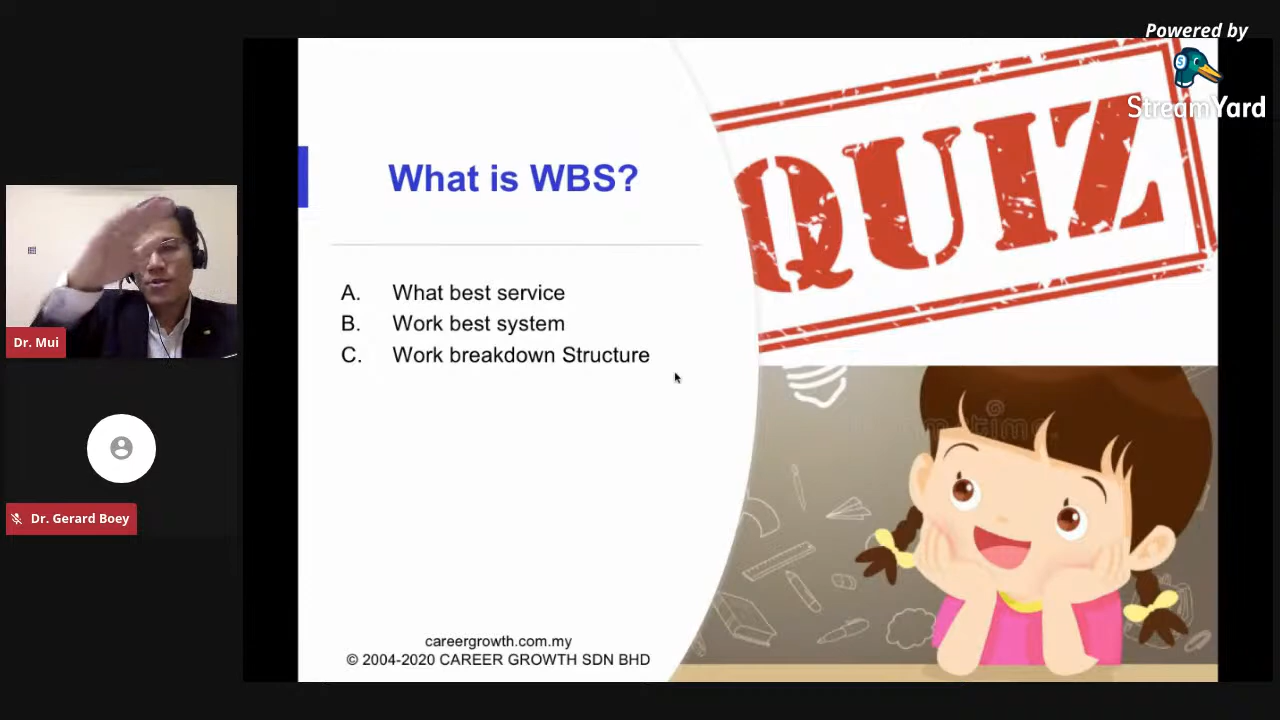 Powered by
StreamYard
QUIZ
What is WBS?
A. What best service
B. Work best system
C. Work breakdown Structure
Dr. Mui
Dr. Gerard Boey
careergrowth.com.my
© 2004-2020 CAREER GROWTH SDN BHD